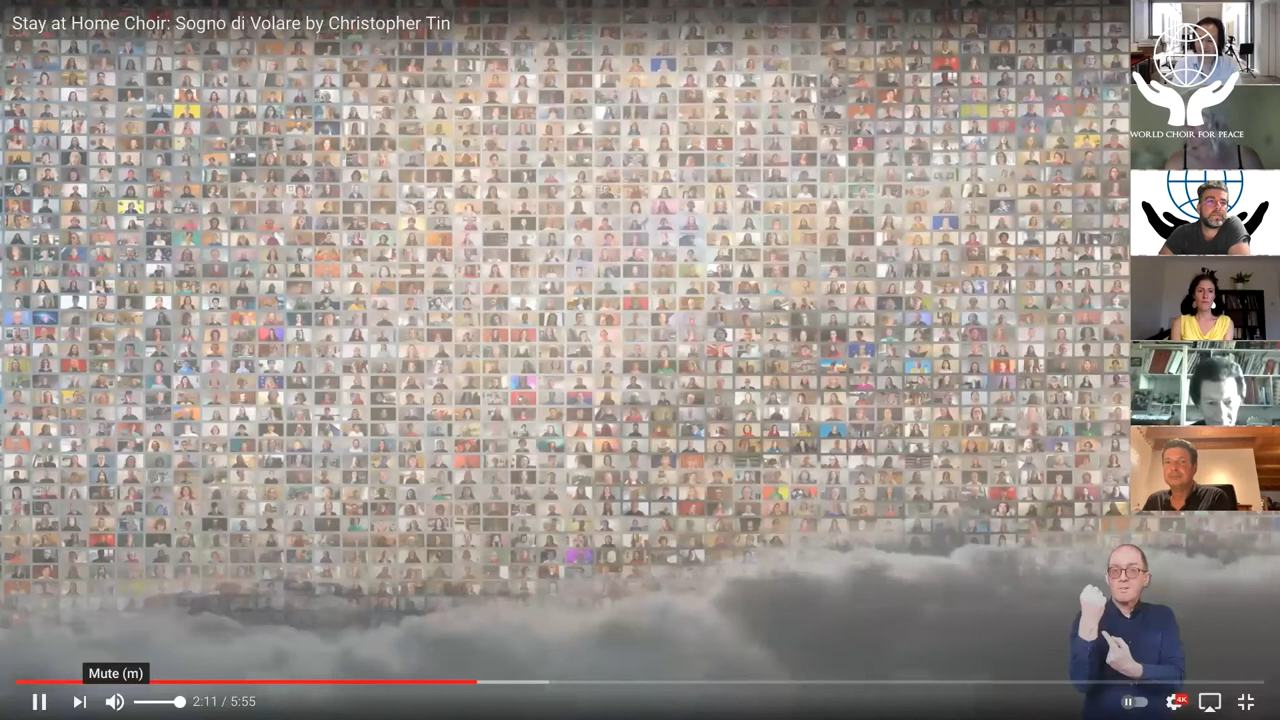 Stay at Home Choir: Sogno di Volare by Christopher Tin
WORLD CHOIR FOR PEACE
Mute (m)
2:11 / 5:55
4K